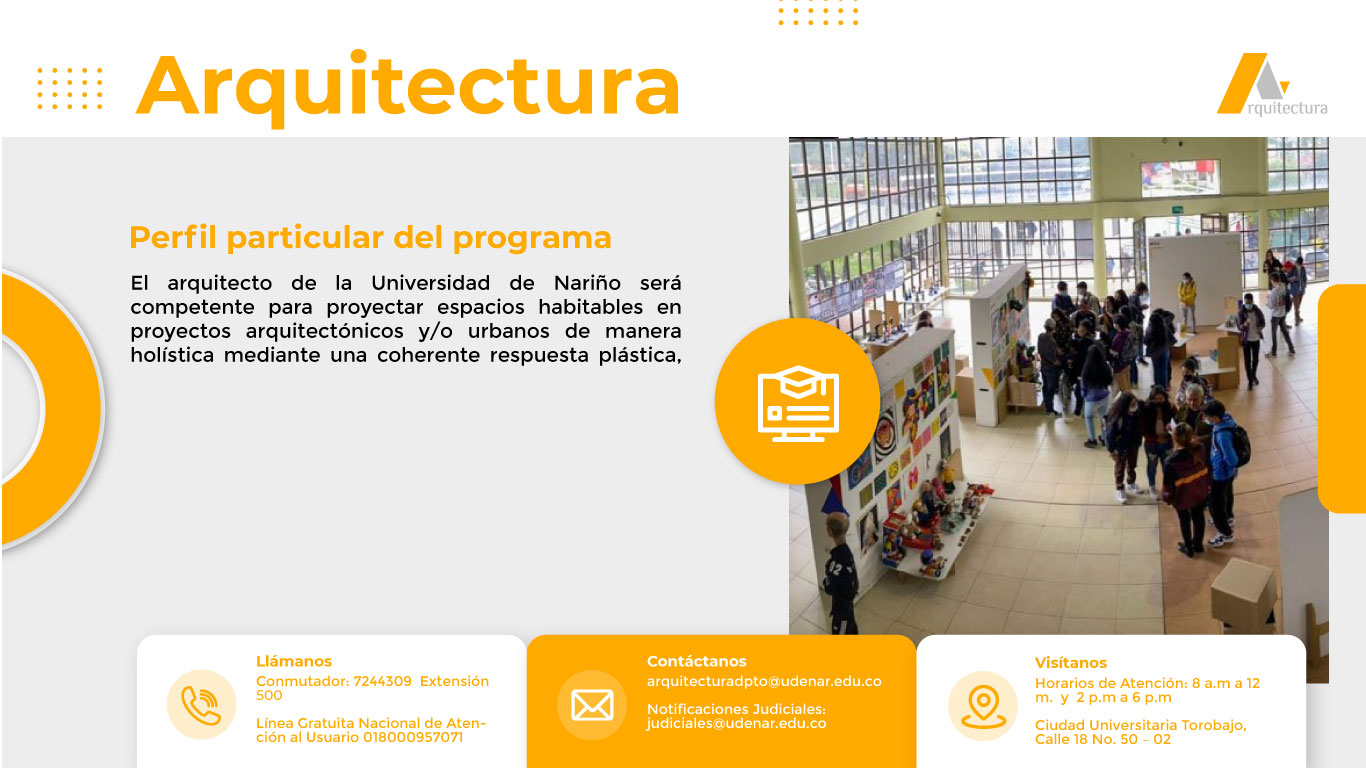 Arquitectura
rquitectura
Perfil particular del programa
El arquitecto de la Universidad de Nariño será
competente para proyectar espacios habitables en
proyectos arquitectónicos y/o urbanos de manera
holística mediante una coherente respuesta plástica,
Llámanos
Conmutador: 7244309 Extensión
500
Línea Gratuita Nacional de Aten-
ción al Usuario 018000957071
Contáctanos
arquitecturadpto@udenar.edu.co
Notificaciones Judiciales:
judiciales@udenar.edu.co
Visítanos
Horarios de Atención: 8 a.m a 12
m. y 2 p.m a 6 p.m
Ciudad Universitaria Torobajo,
Calle 18 No. 50 – 02